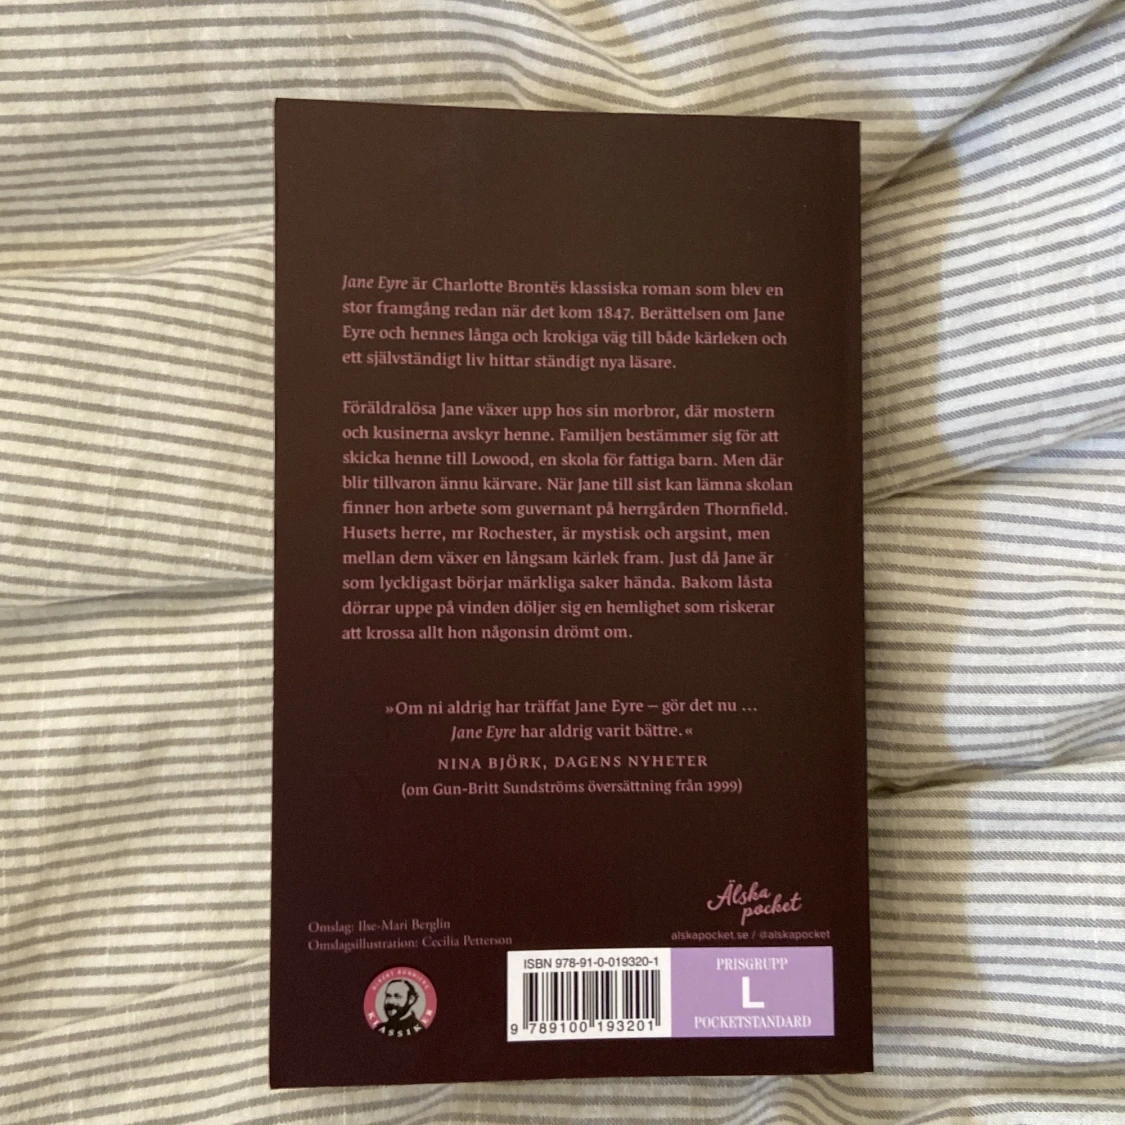 Jane Eyre är Charlotte Brontës klassiska roman som blev en
stor framgång redan när det kom 1847. Berättelsen om Jane
Eyre och hennes långa och krokiga väg till både kärleken och
ett självständigt liv hittar ständigt nya läsare.
Föräldralösa Jane växer upp hos sin morbror, där mostern
och kusinerna avskyr henne. Familjen bestämmer sig för att
skicka henne till Lowood, en skola för fattiga barn. Men där
blir tillvaron ännu kärvare. När Jane till sist kan lämna skolan
finner hon arbete som guvernant på herrgården Thornfield.
Husets herre, mr Rochester, är mystisk och argsint, men
mellan dem växer en långsam kärlek fram. Just då Jane är
som lyckligast börjar märkliga saker hända. Bakom låsta
dörrar uppe på vinden döljer sig en hemlighet som riskerar
att krossa allt hon någonsin drömt om.
»Om ni aldrig har träffat Jane Eyre – gör det nu …
Jane Eyre har aldrig varit bättre.«
NINA BJÖRK, DAGENS NYHETER
(om Gun-Britt Sundströms översättning från 1999)
Älska
pocket
alskapocket.se / @alskapocket
Omslag: Ilse-Mari Berglin
Omslagsillustration: Cecilia Petterson
ALBERT BONNIERS
KLASSIKER
ISBN 978-91-0-019320-1
9 789100 193201
PRISGRUPP
L
POCKETSTANDARD